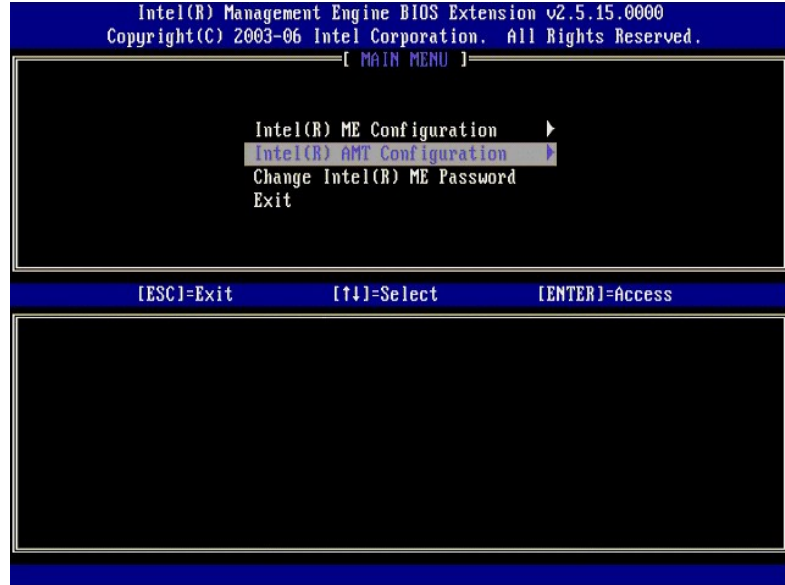 Intel(R) Management Engine BIOS Extension v2.5.15.0000
Copyright(C) 2003-06 Intel Corporation. All Rights Reserved.
[ MAIN MENU ]
Intel(R) ME Configuration ►
Intel(R) AMT Configuration ►
Change Intel(R) ME Password
Exit
[ESC]=Exit [↑↓]=Select [ENTER]=Access